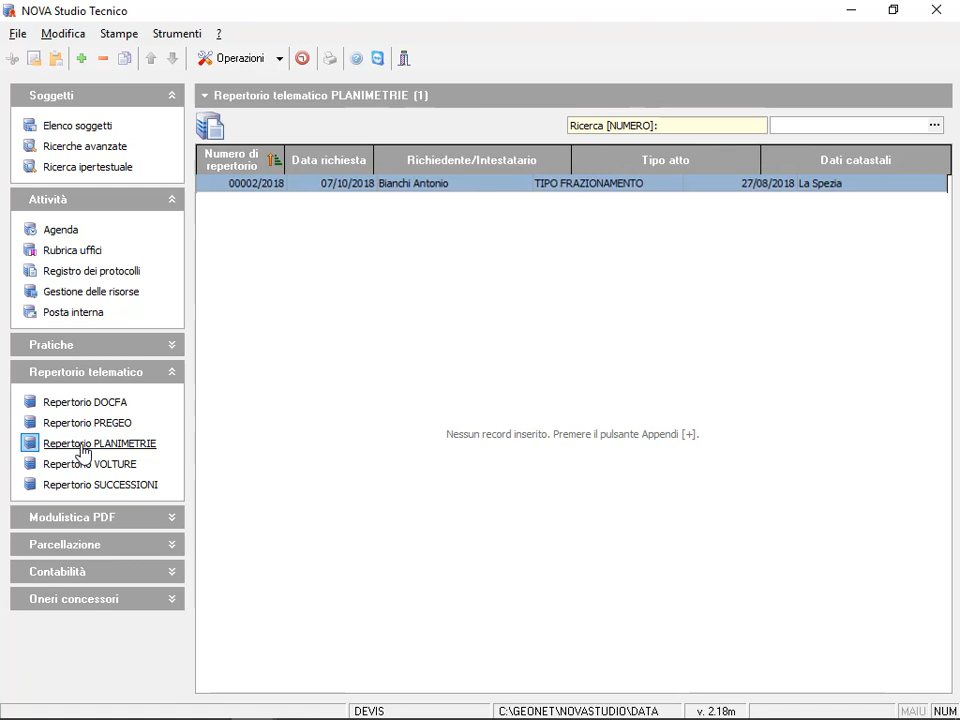 NOVA Studio Tecnico
File Modifica Stampe Strumenti ?
Operazioni
Soggetti
Elenco soggetti
Ricerche avanzate
Ricerca ipertestuale
Attività
Agenda
Rubrica uffici
Registro dei protocolli
Gestione delle risorse
Posta interna
Pratiche
Repertorio telematico
Repertorio DOCFA
Repertorio PREGEO
Repertorio PLANIMETRIE
Repertorio VOLTURE
Repertorio SUCCESSIONI
Modulistica PDF
Parcellazione
Contabilità
Oneri concessori
Repertorio telematico PLANIMETRIE (1)
Ricerca [NUMERO]: ...
Numero di repertorio Data richiesta Richiedente/Intestatario Tipo atto Dati catastali
00002/2018 07/10/2018 Bianchi Antonio TIPO FRAZIONAMENTO 27/08/2018 La Spezia
Nessun record inserito. Premere il pulsante Appendi [+].
DEVIS C:\GEONET\NOVASTUDIO\DATA v. 2.18m MAIU NUM